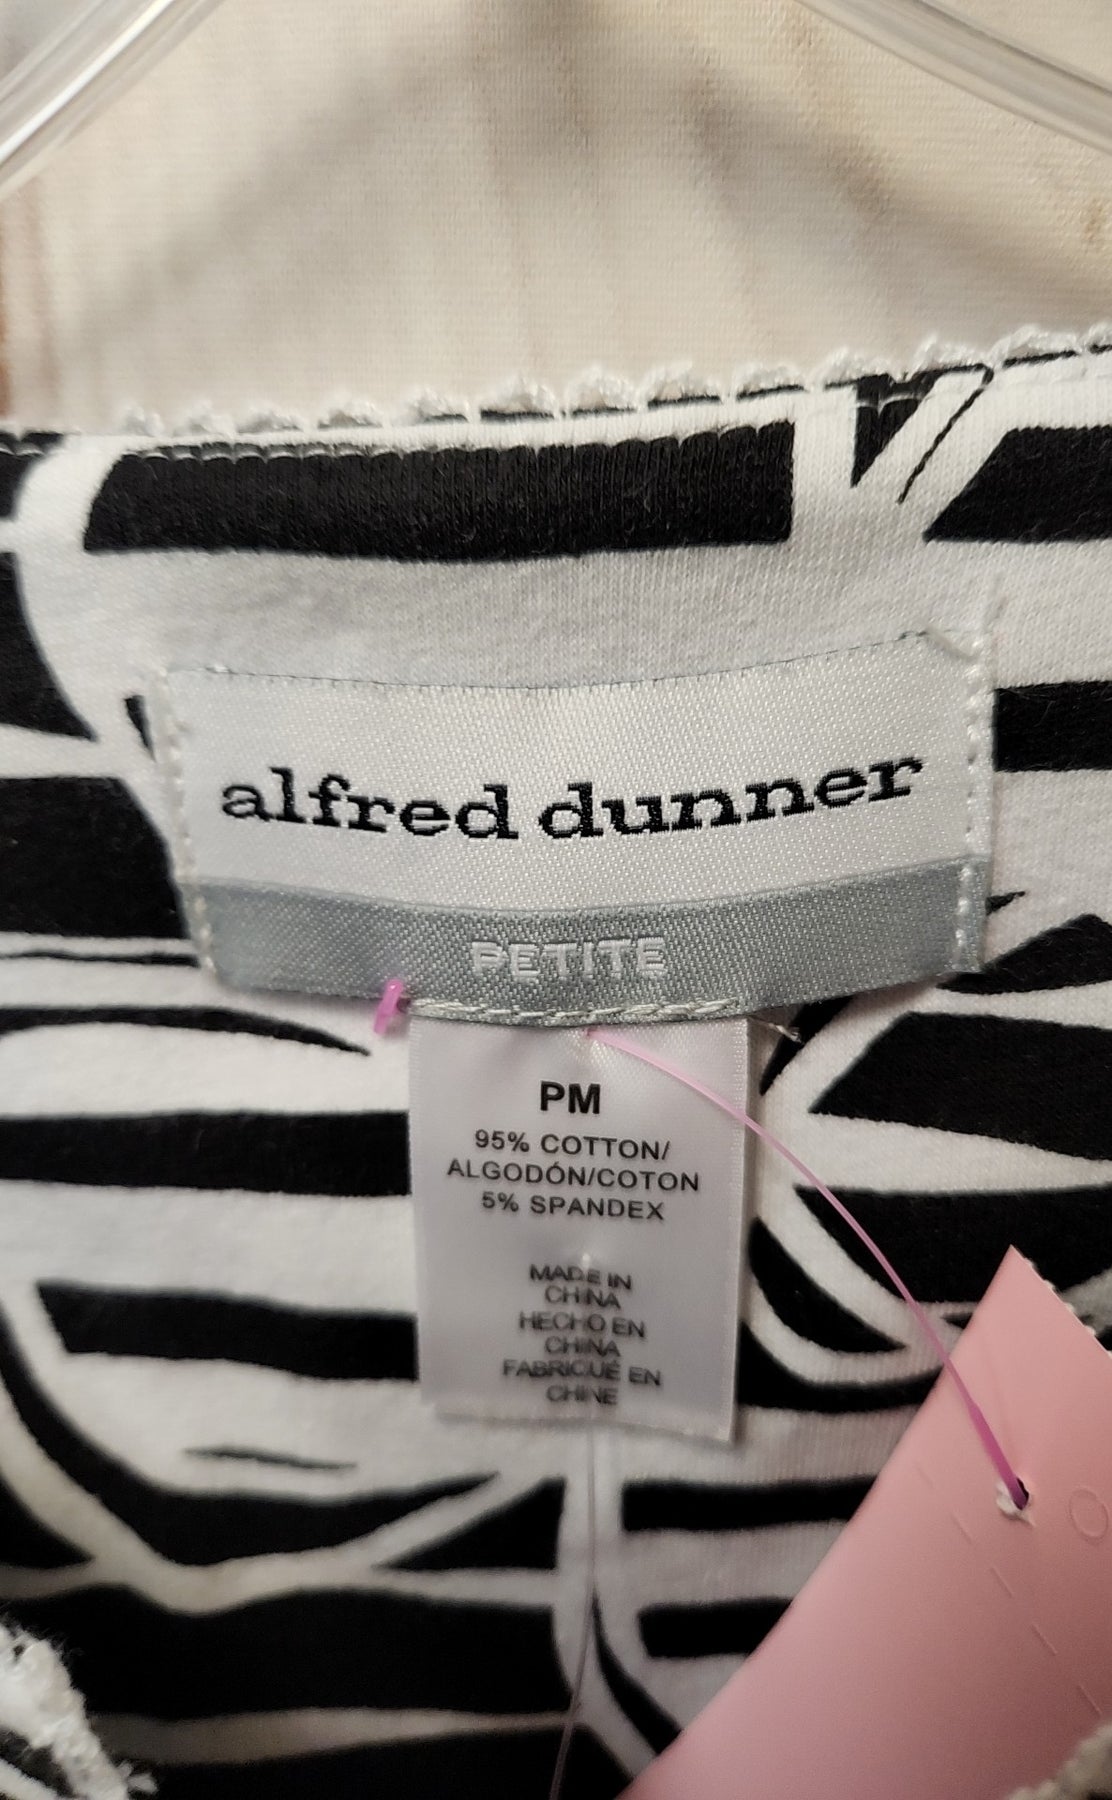 alfred dunner
PETITE
PM
95% COTTON/
ALGODÓN/COTON
5% SPANDEX
MADE IN
CHINA
HECHO EN
CHINA
FABRIQUÉ EN
CHINE